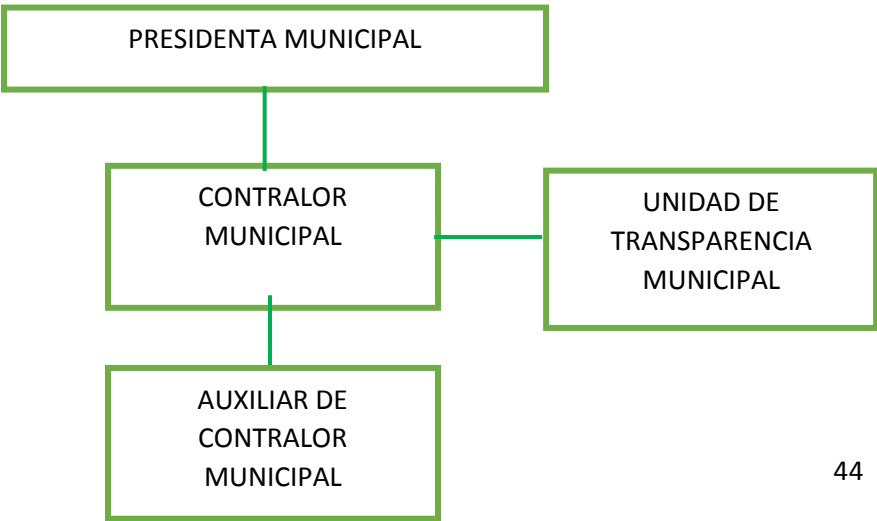 PRESIDENTA MUNICIPAL
CONTRALOR
MUNICIPAL
UNIDAD DE
TRANSPARENCIA
MUNICIPAL
AUXILIAR DE
CONTRALOR
MUNICIPAL
44